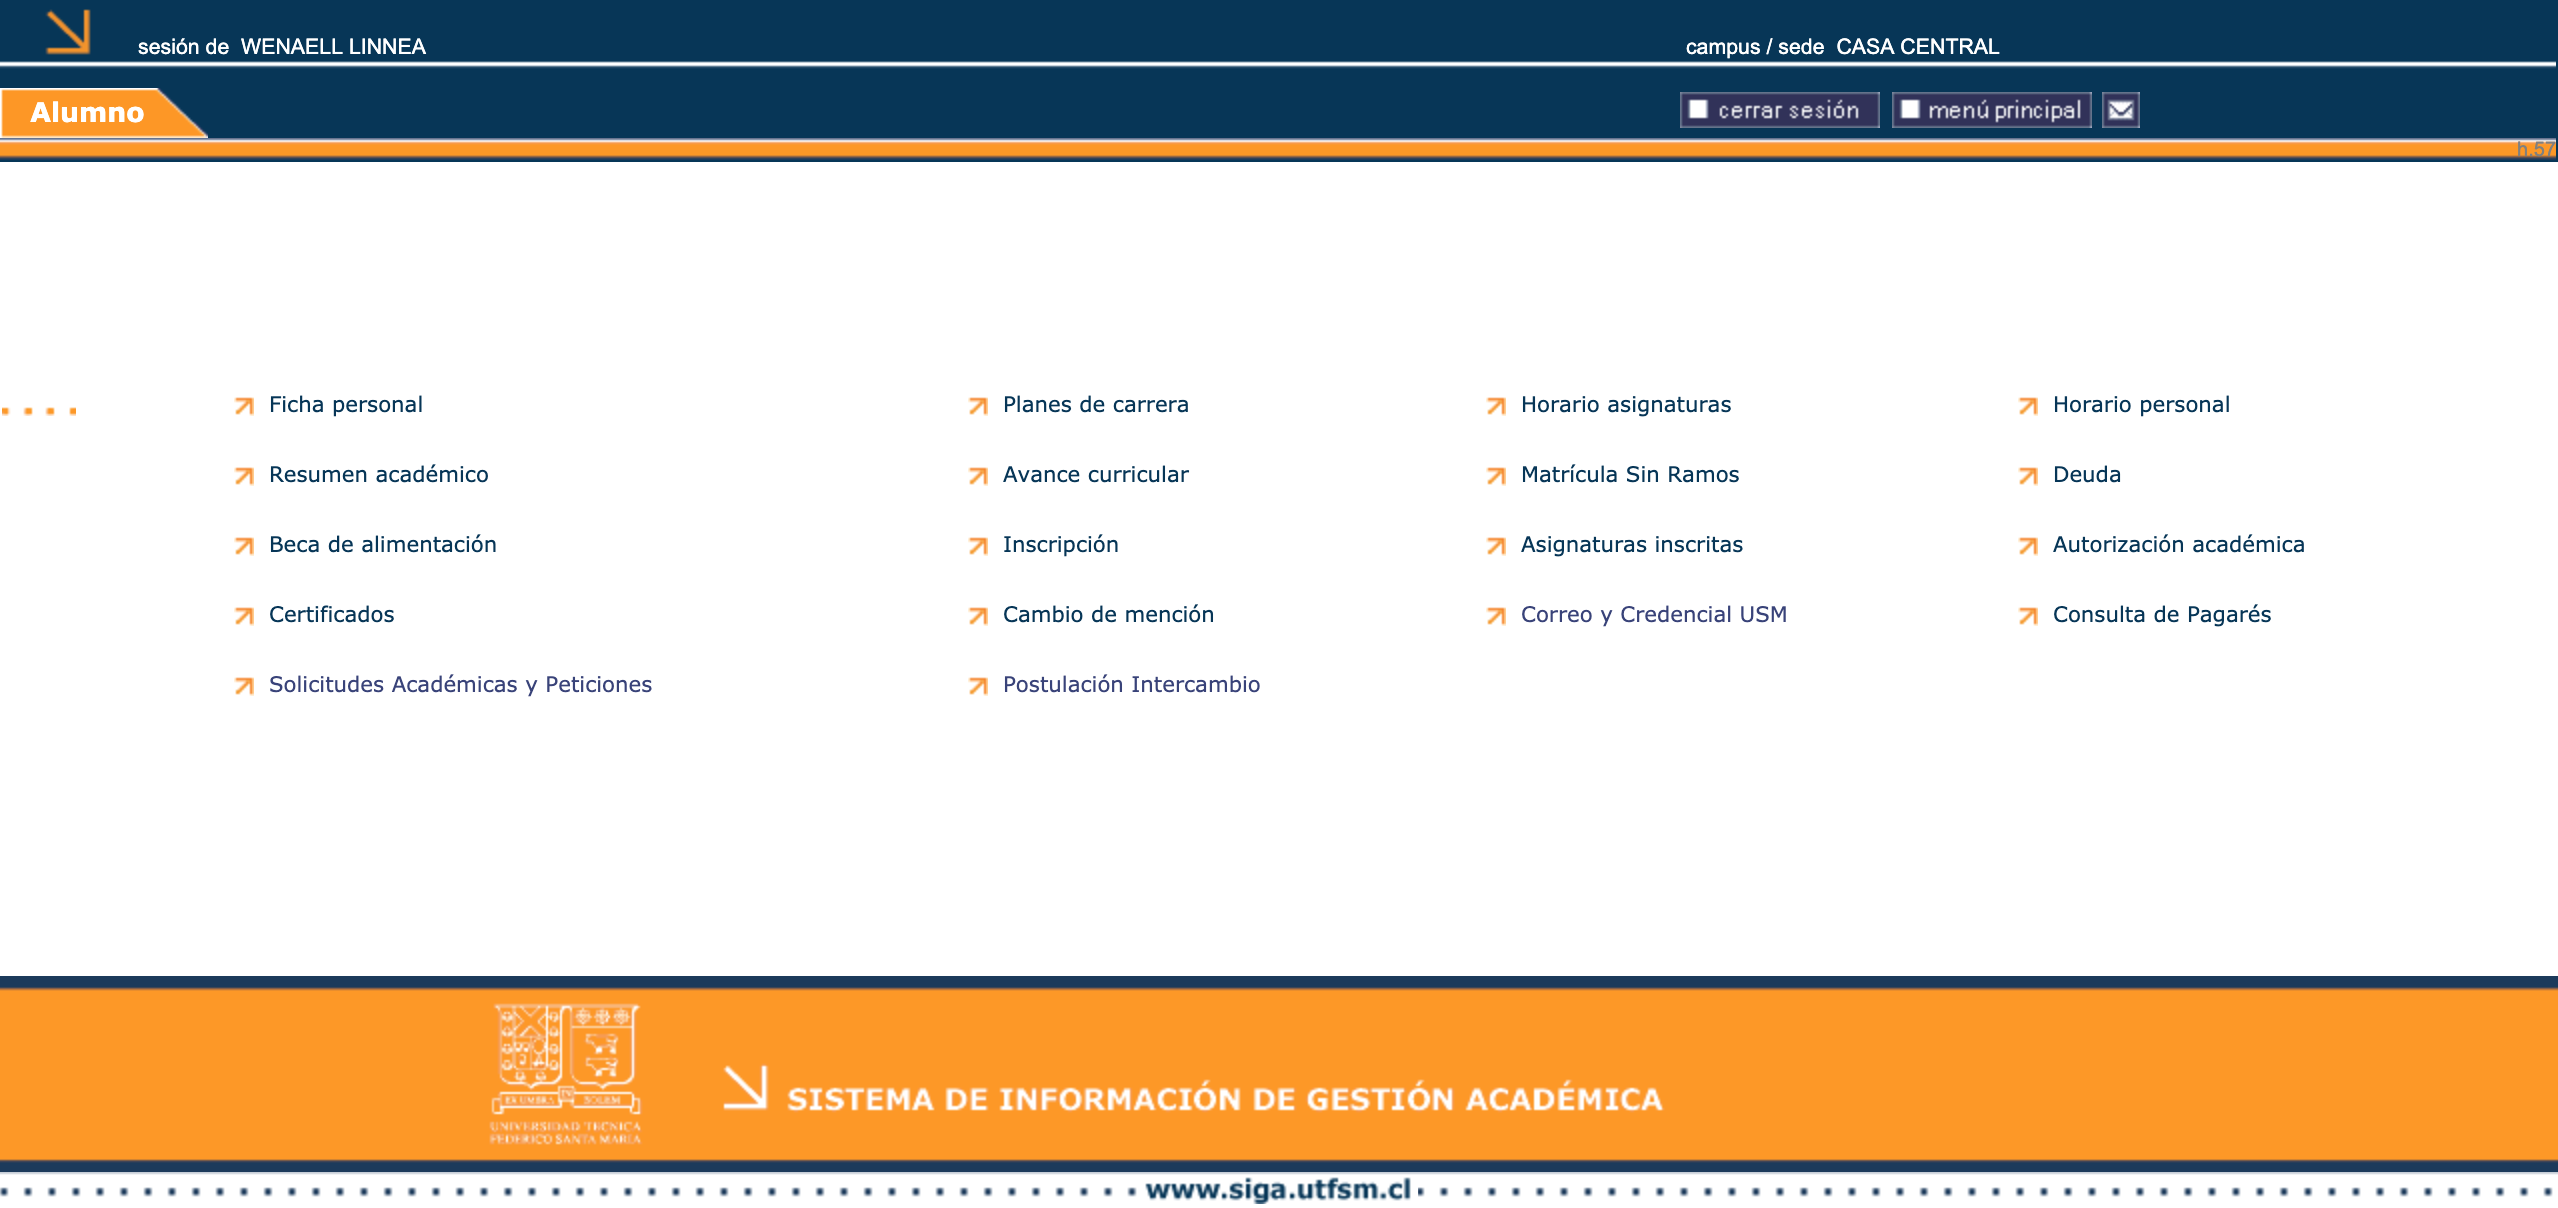 sesión de WENAELL LINNEA campus / sede CASA CENTRAL
Alumno cerrar sesión menú principal
h.57
Ficha personal Planes de carrera Horario asignaturas Horario personal
Resumen académico Avance curricular Matrícula Sin Ramos Deuda
Beca de alimentación Inscripción Asignaturas inscritas Autorización académica
Certificados Cambio de mención Correo y Credencial USM Consulta de Pagarés
Solicitudes Académicas y Peticiones Postulación Intercambio
EX UMBRA IN SOLEM
UNIVERSIDAD TECNICA
FEDERICO SANTA MARIA
SISTEMA DE INFORMACIÓN DE GESTIÓN ACADÉMICA
www.siga.utfsm.cl